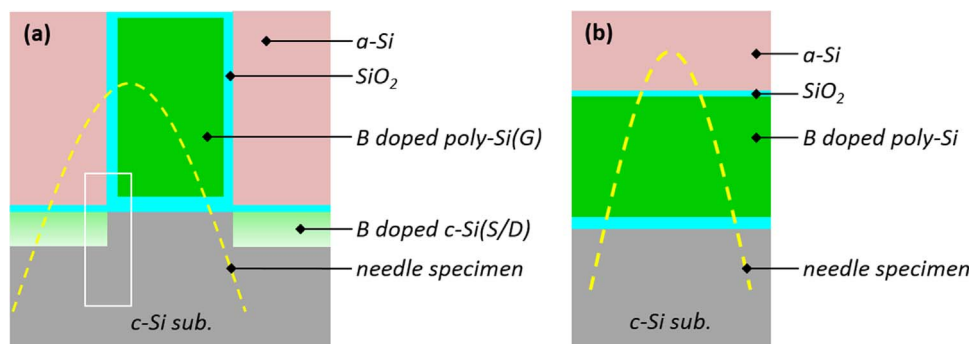 (a)
a-Si
SiO₂
B doped poly-Si(G)
B doped c-Si(S/D)
needle specimen
c-Si sub.
(b)
a-Si
SiO₂
B doped poly-Si
needle specimen
c-Si sub.